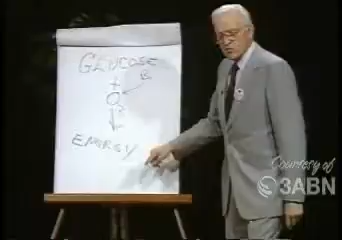 GLUCOSE
+
O₂
ENERGY
Courtesy of
3ABN